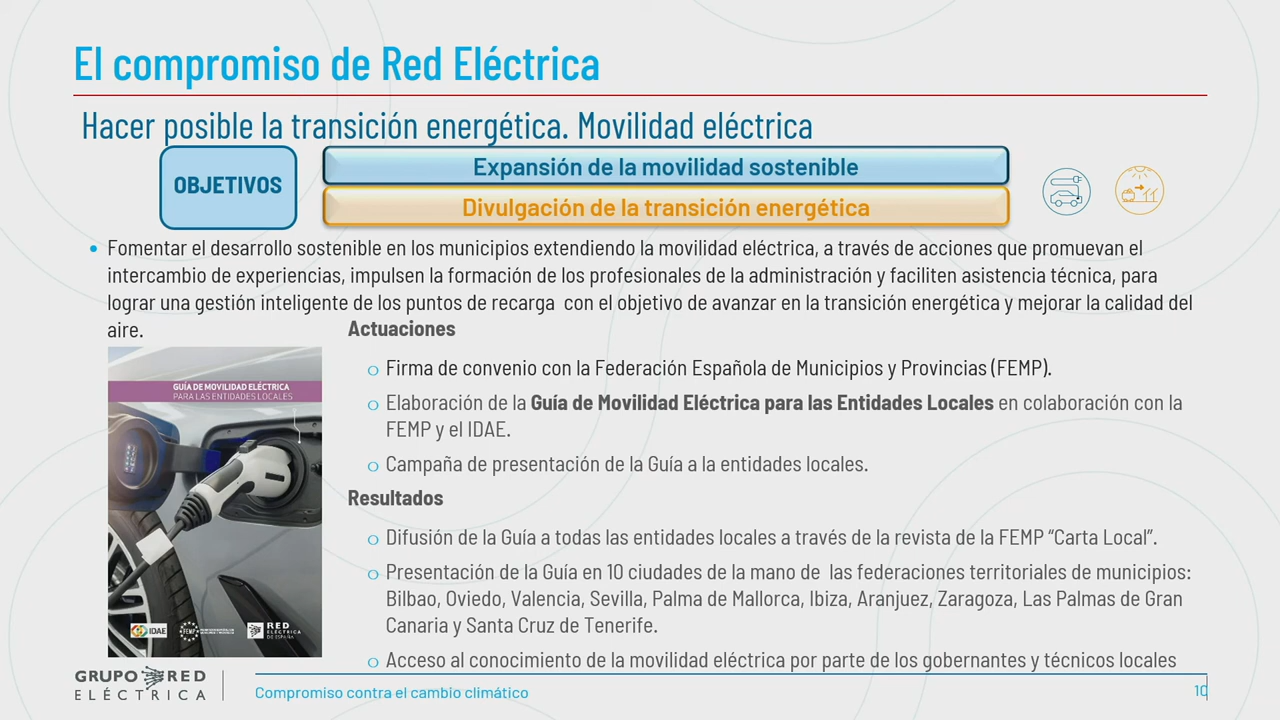 El compromiso de Red Eléctrica
Hacer posible la transición energética. Movilidad eléctrica
OBJETIVOS
Expansión de la movilidad sostenible
Divulgación de la transición energética
Fomentar el desarrollo sostenible en los municipios extendiendo la movilidad eléctrica, a través de acciones que promuevan el
intercambio de experiencias, impulsen la formación de los profesionales de la administración y faciliten asistencia técnica, para
lograr una gestión inteligente de los puntos de recarga con el objetivo de avanzar en la transición energética y mejorar la calidad del
aire.
GUÍA DE MOVILIDAD ELÉCTRICA
PARA LAS ENTIDADES LOCALES
IDAE
FEMP
RED
ELÉCTRICA
DE ESPAÑA
Actuaciones
Firma de convenio con la Federación Española de Municipios y Provincias (FEMP).
Elaboración de la Guía de Movilidad Eléctrica para las Entidades Locales en colaboración con la
FEMP y el IDAE.
Campaña de presentación de la Guía a la entidades locales.
Resultados
Difusión de la Guía a todas las entidades locales a través de la revista de la FEMP “Carta Local”.
Presentación de la Guía en 10 ciudades de la mano de las federaciones territoriales de municipios:
Bilbao, Oviedo, Valencia, Sevilla, Palma de Mallorca, Ibiza, Aranjuez, Zaragoza, Las Palmas de Gran
Canaria y Santa Cruz de Tenerife.
Acceso al conocimiento de la movilidad eléctrica por parte de los gobernantes y técnicos locales
GRUPO RED
ELÉCTRICA
Compromiso contra el cambio climático
10